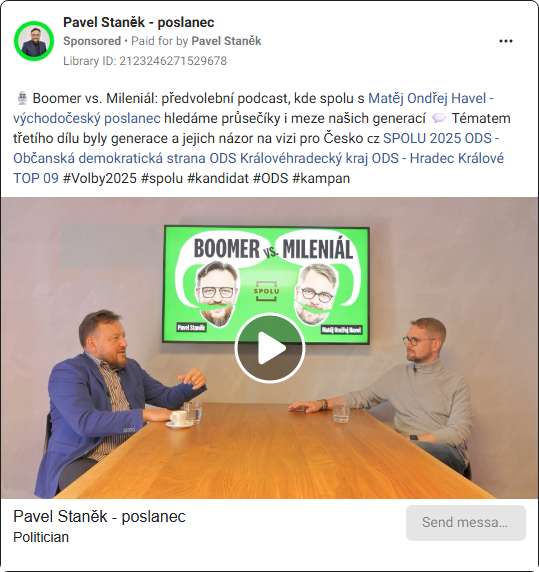 Pavel Staněk - poslanec
Sponsored • Paid for by Pavel Staněk
Library ID: 2123246271529678
Boomer vs. Mileniál: předvolební podcast, kde spolu s Matěj Ondřej Havel -
východočeský poslanec hledáme průsečíky i meze našich generací 💬 Tématem
třetího dílu byly generace a jejich názor na vizi pro Česko cz SPOLU 2025 ODS -
Občanská demokratická strana ODS Královéhradecký kraj ODS - Hradec Králové
TOP 09 #Volby2025 #spolu #kandidat #ODS #kampan
BOOMER vs. MILENIÁL
SPOLU
Pavel Staněk
Matěj Ondřej Havel
Pavel Staněk - poslanec
Politician
Send messa...